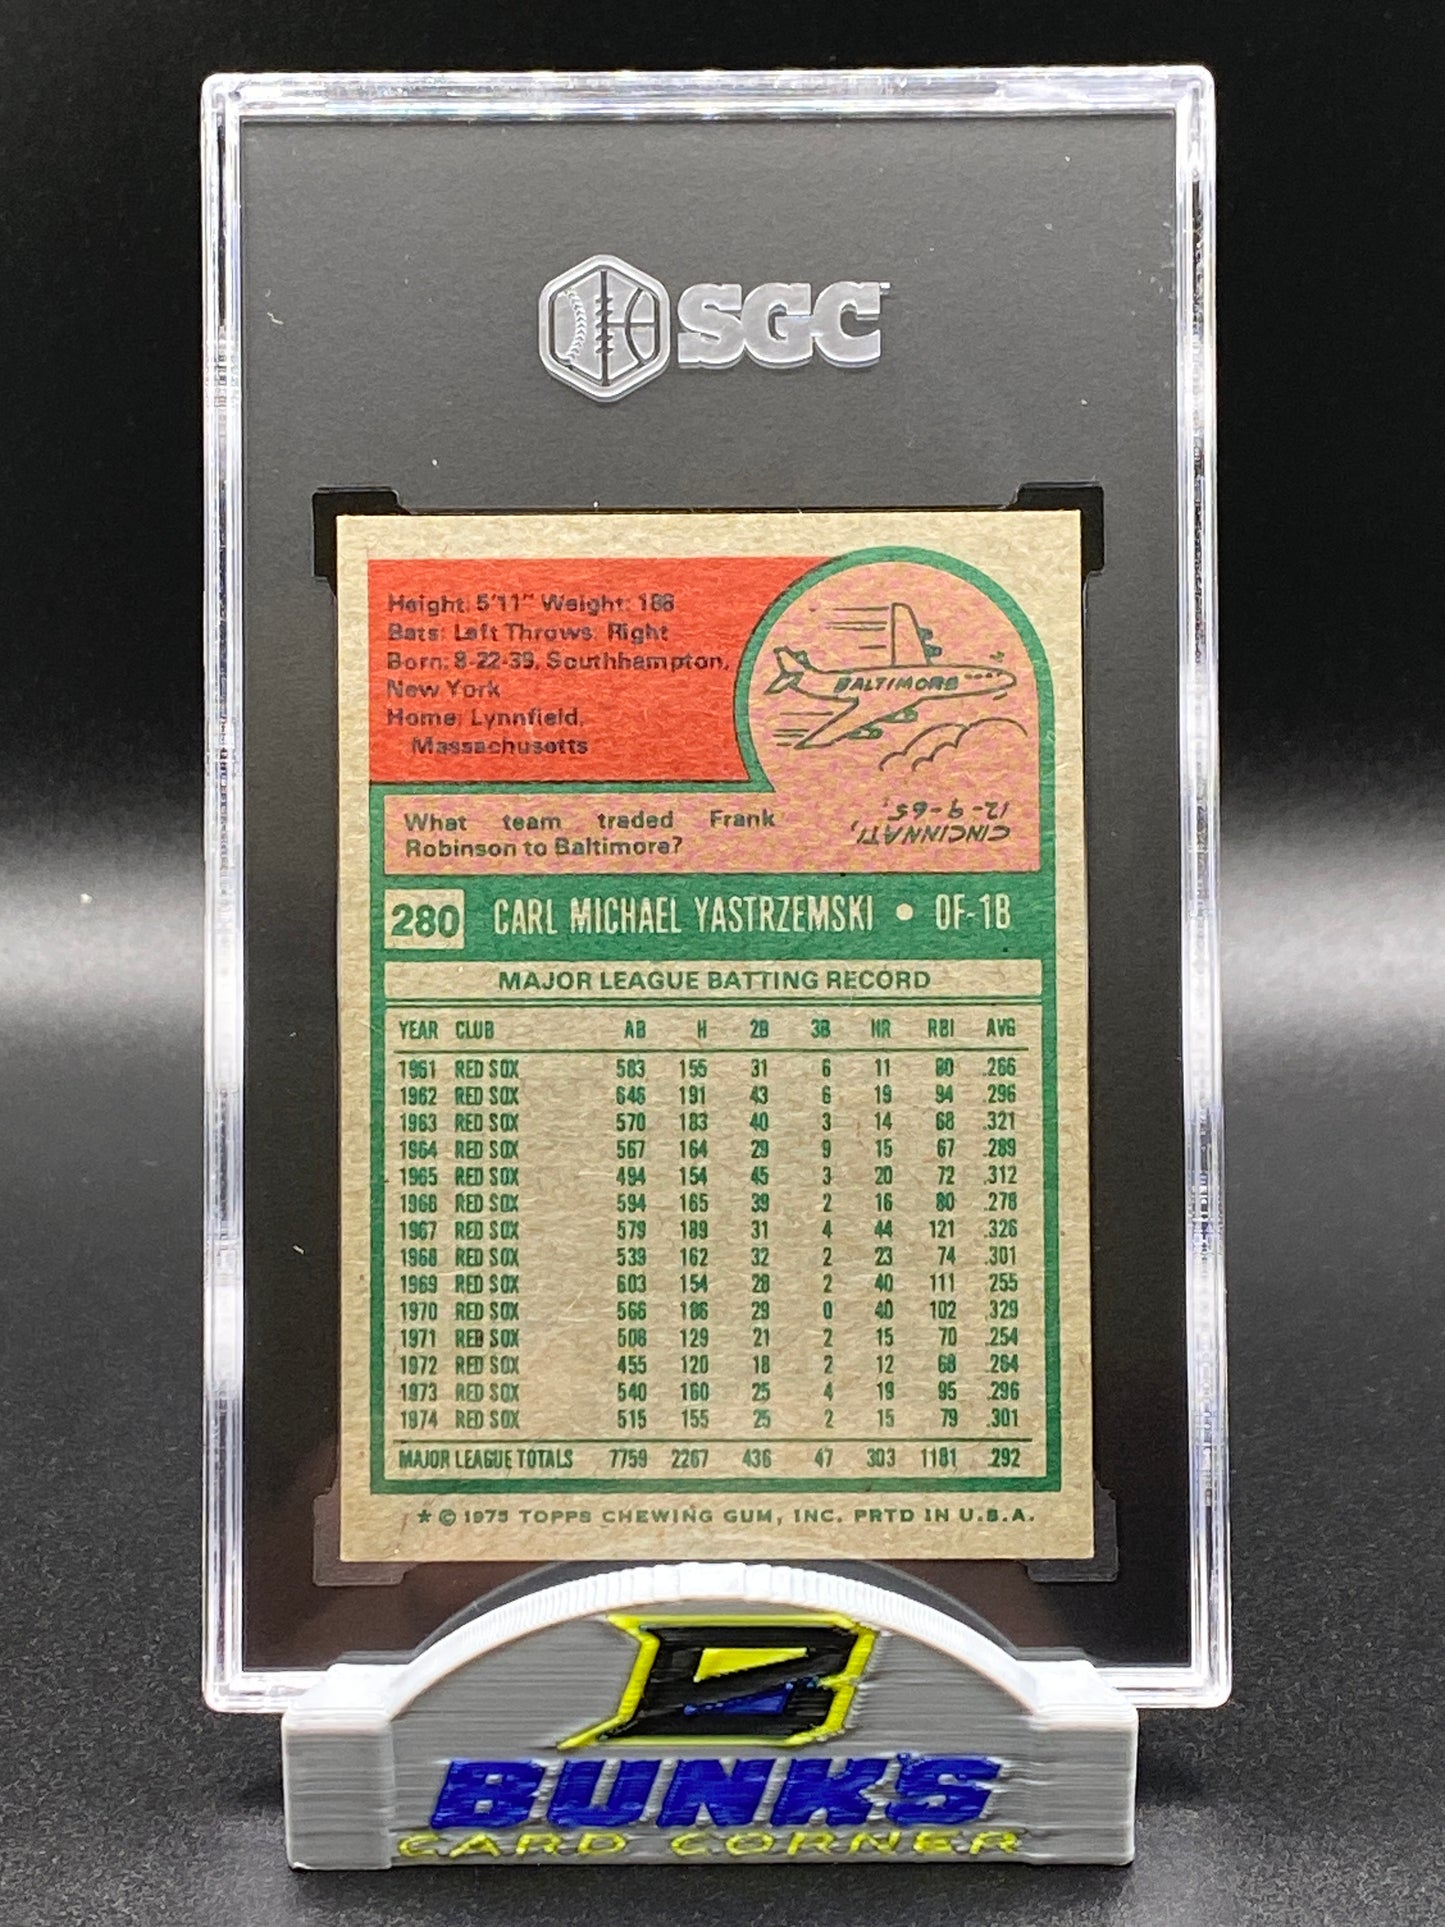 SGC
Height: 5'11" Weight: 186
Bats: Left Throws: Right
Born: 8-22-39, Southhampton,
New York
Home: Lynnfield,
Massachusetts
BALTIMORE
What team traded Frank
Robinson to Baltimore?
CINCINNATI,
12-9-65.
280 CARL MICHAEL YASTRZEMSKI • OF-1B
MAJOR LEAGUE BATTING RECORD
YEAR CLUB AB H 2B 3B HR RBI AVG
1961 RED SOX 583 155 31 6 11 80 .266
1962 RED SOX 646 191 43 6 19 94 .296
1963 RED SOX 570 183 40 3 14 68 .321
1964 RED SOX 567 164 29 9 15 67 .289
1965 RED SOX 494 154 45 3 20 72 .312
1966 RED SOX 594 165 39 2 16 80 .278
1967 RED SOX 579 189 31 4 44 121 .326
1968 RED SOX 539 162 32 2 23 74 .301
1969 RED SOX 603 154 28 2 40 111 .255
1970 RED SOX 566 186 29 0 40 102 .329
1971 RED SOX 508 129 21 2 15 70 .254
1972 RED SOX 455 120 18 2 12 68 .264
1973 RED SOX 540 160 25 4 19 95 .296
1974 RED SOX 515 155 25 2 15 79 .301
MAJOR LEAGUE TOTALS 7759 2267 436 47 303 1181 .292
* © 1975 TOPPS CHEWING GUM, INC. PRTD IN U.S.A.
B
BUNK'S
CARD CORNER